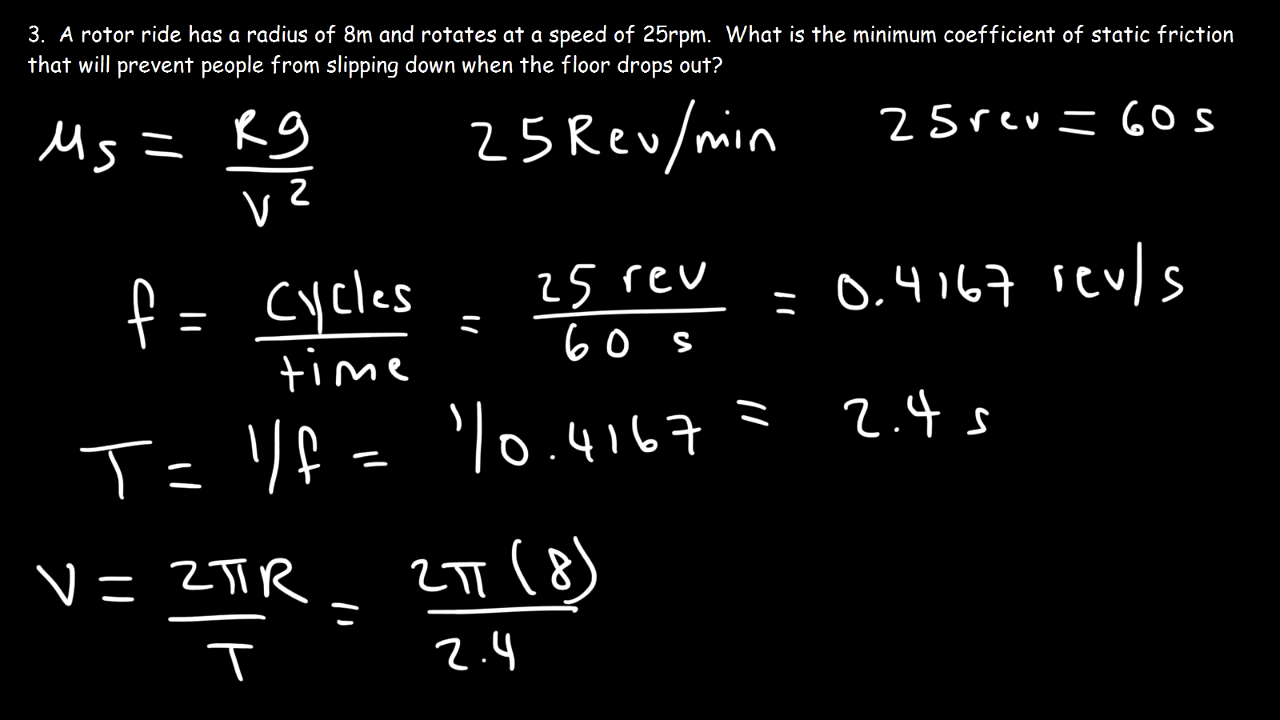 3. A rotor ride has a radius of 8m and rotates at a speed of 25rpm. What is the minimum coefficient of static friction
that will prevent people from slipping down when the floor drops out?
μs = Rg/v² 25 Rev/min 25 rev = 60 s
f = cycles/time = 25 rev/60 s = 0.4167 rev/s
T = 1/f = 1/0.4167 = 2.4 s
V = 2πR/T = 2π(8)/2.4